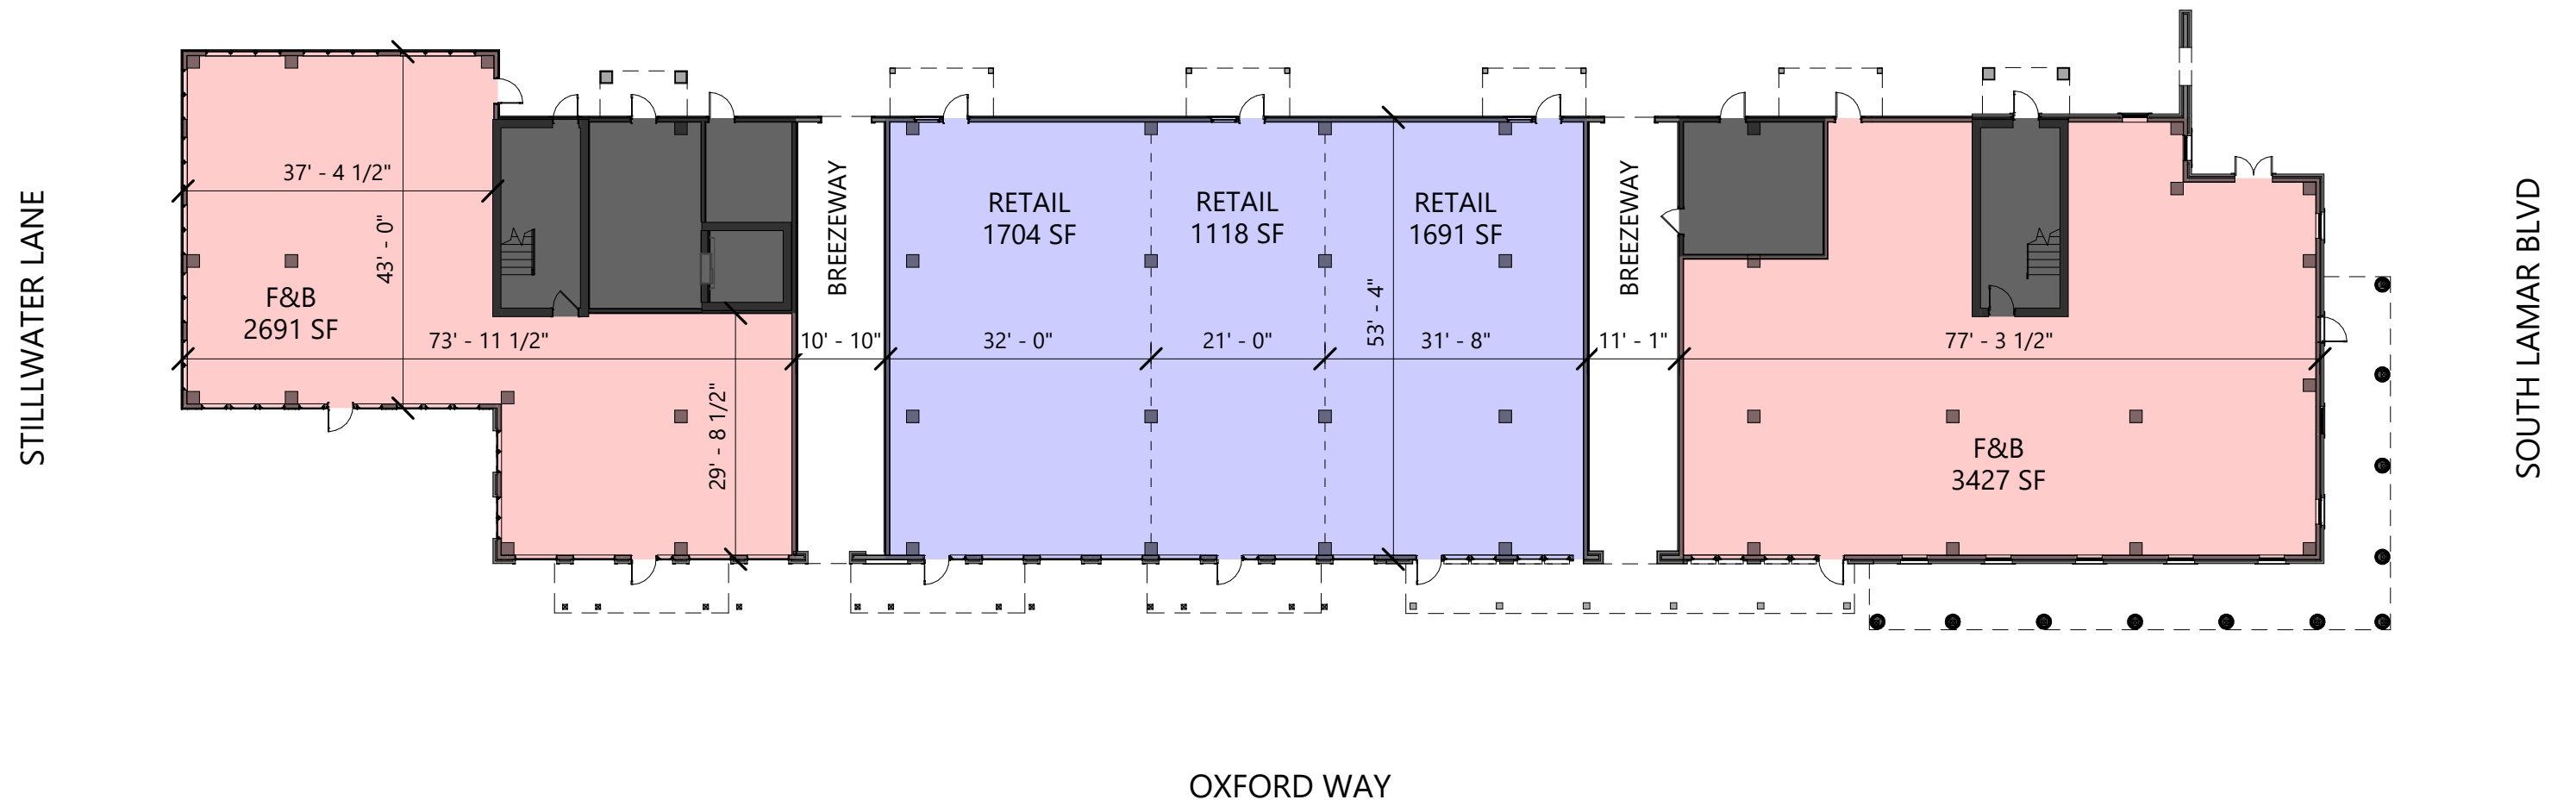 STILLLWATER LANE
37' - 4 1/2"
43' - 0"
F&B
2691 SF
73' - 11 1/2"
29' - 8 1/2"
BREEZEWAY
10' - 10"
RETAIL
1704 SF
32' - 0"
RETAIL
1118 SF
21' - 0"
53' - 4"
RETAIL
1691 SF
31' - 8"
BREEZEWAY
11' - 1"
77' - 3 1/2"
F&B
3427 SF
SOUTH LAMAR BLVD
OXFORD WAY